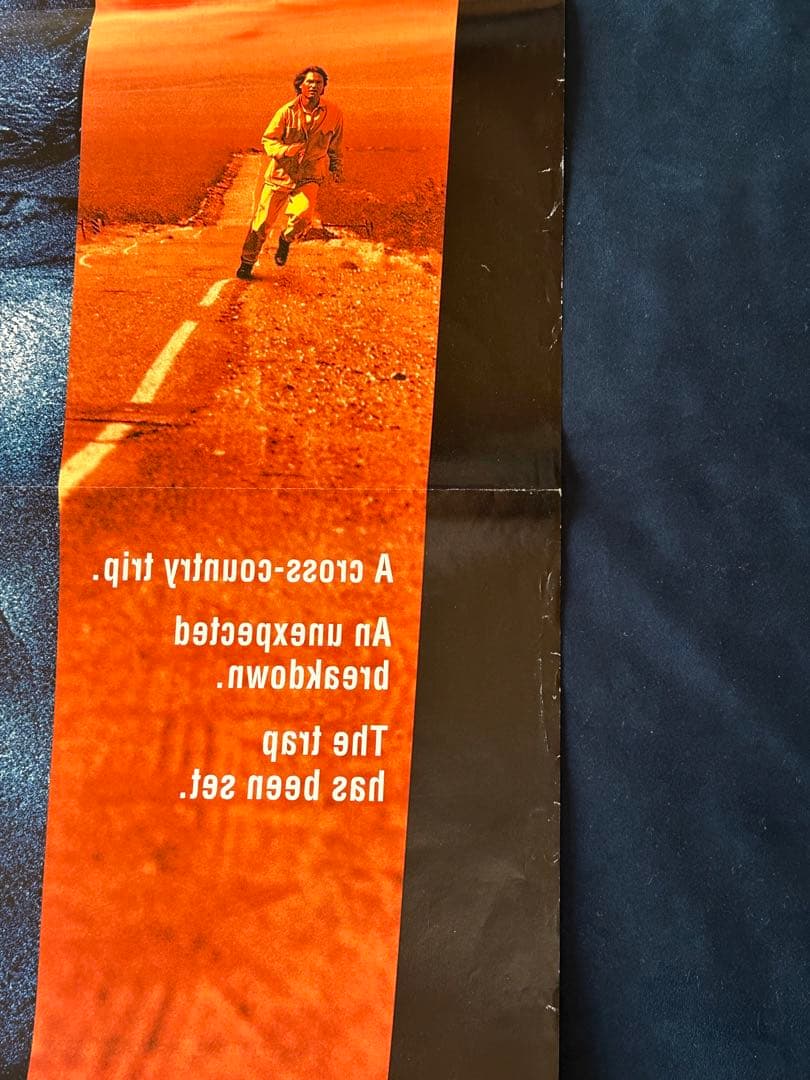 A cross-country trip.
An unexpected
breakdown.
The trap
has been set.